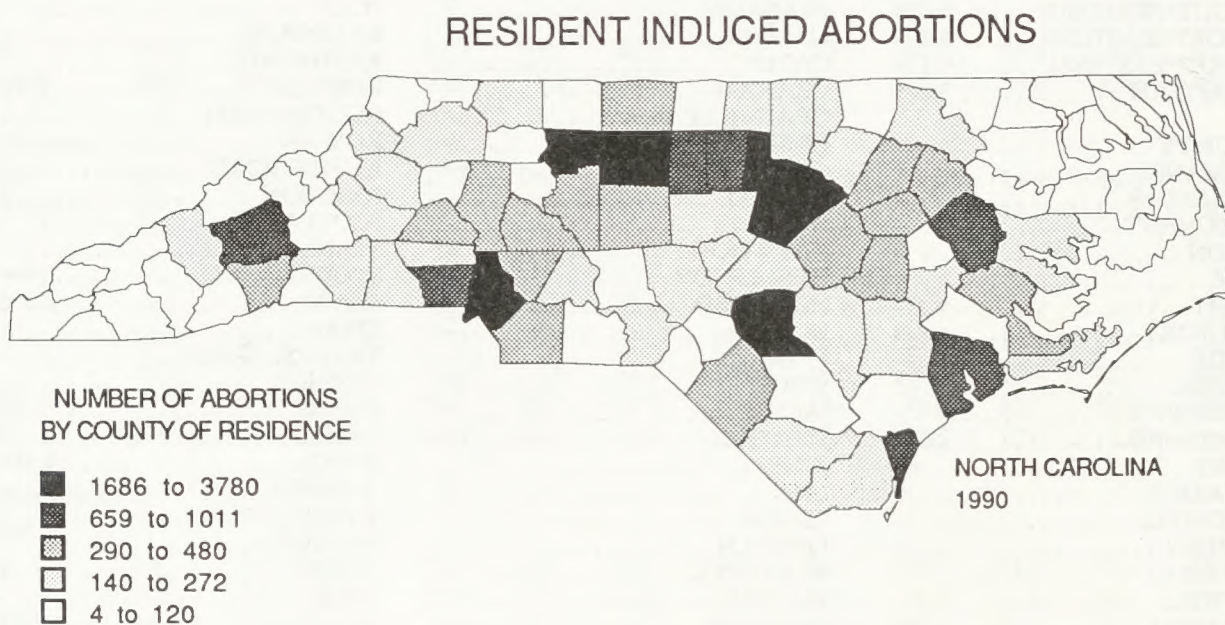 RESIDENT INDUCED ABORTIONS
NUMBER OF ABORTIONS
BY COUNTY OF RESIDENCE
1686 to 3780
659 to 1011
290 to 480
140 to 272
4 to 120
NORTH CAROLINA
1990